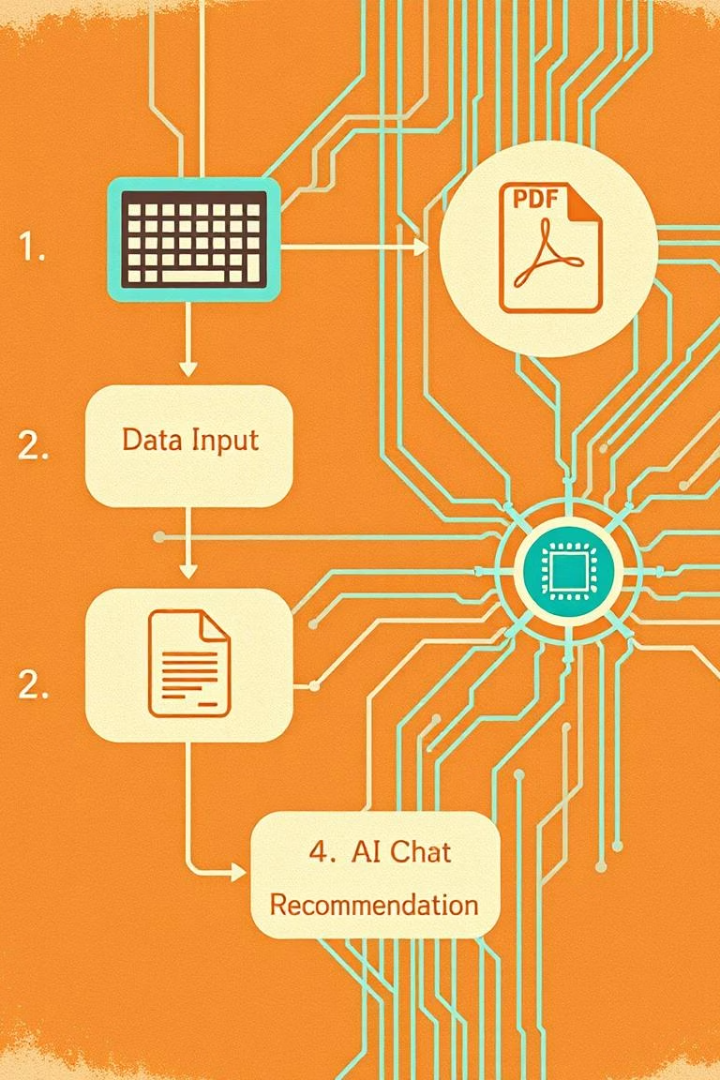 1.
PDF
2.
Data Input
2.
4. AI Chat
Recommendation